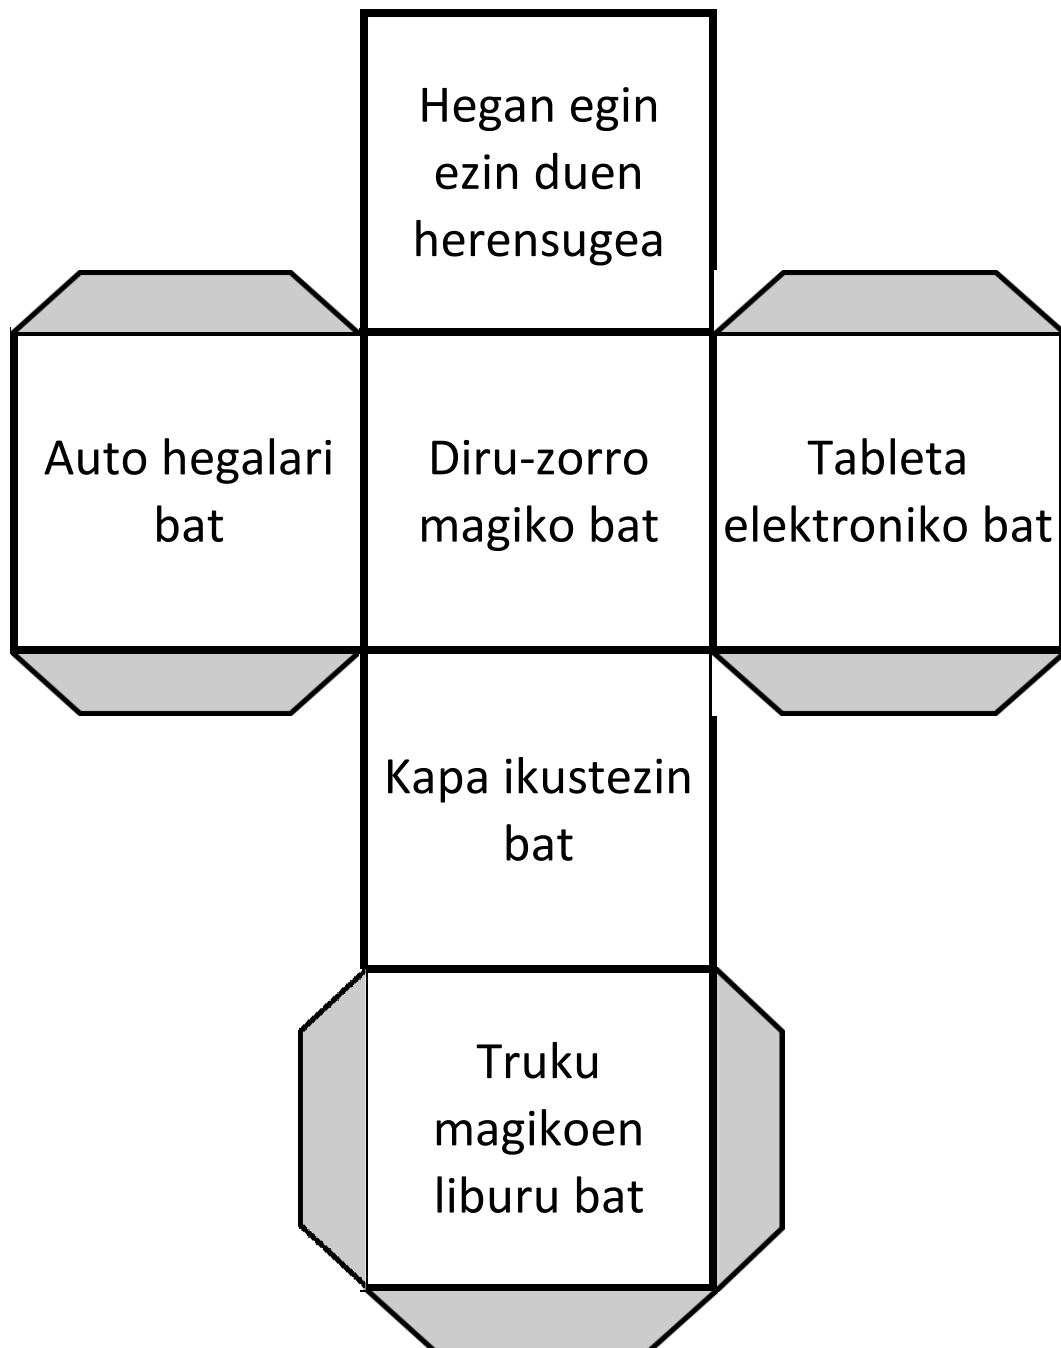 Hegan egin
ezin duen
herensugea
Auto hegalari
bat
Diru-zorro
magiko bat
Tableta
elektroniko bat
Kapa ikustezin
bat
Truku
magikoen
liburu bat